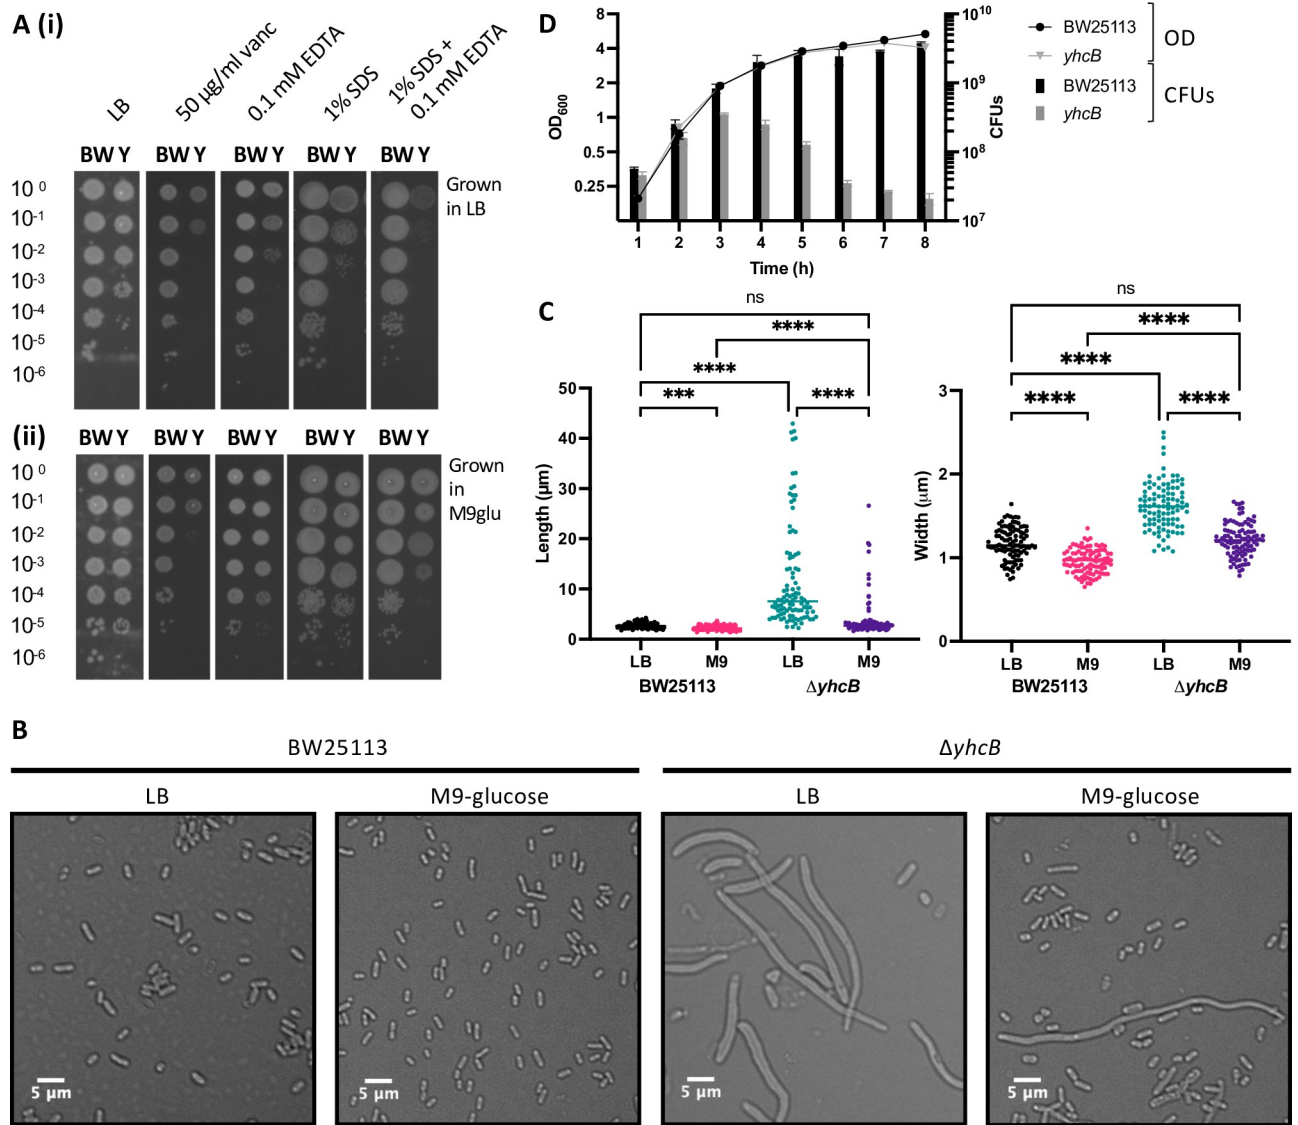 A (i)
LB
50 µg/ml vanc
0.1 mM EDTA
1% SDS
1% SDS +
0.1 mM EDTA
BW Y BW Y BW Y BW Y BW Y
10 0
10-1
10-2
10-3
10-4
10-5
10-6
Grown
in LB
(ii)
BW Y BW Y BW Y BW Y BW Y
10 0
10-1
10-2
10-3
10-4
10-5
10-6
Grown
in
M9glu
D
8
4
2
1
0.5
0.25
OD600
1 2 3 4 5 6 7 8
Time (h)
1010
109
108
107
CFUs
BW25113
yhcB
OD
BW25113
yhcB
CFUs
C
ns
****
****
*** ****
50
40
30
20
10
0
Length (µm)
LB M9 LB M9
BW25113 ΔyhcB
ns
****
****
**** ****
3
2
1
0
Width (µm)
LB M9 LB M9
BW25113 ΔyhcB
B
BW25113 ΔyhcB
LB M9-glucose LB M9-glucose
5 µm 5 µm 5 µm 5 µm